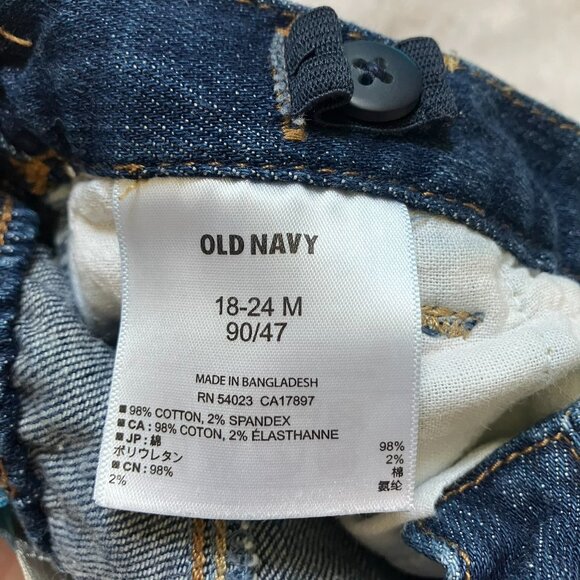 OLD NAVY
18-24 M
90/47
MADE IN BANGLADESH
RN 54023 CA17897
■ 98% COTTON, 2% SPANDEX
■ CA : 98% COTON, 2% ÉLASTHANNE
■ JP : 綿 98%
ポリウレタン 2%
■ CN : 98% 棉
2% 氨纶